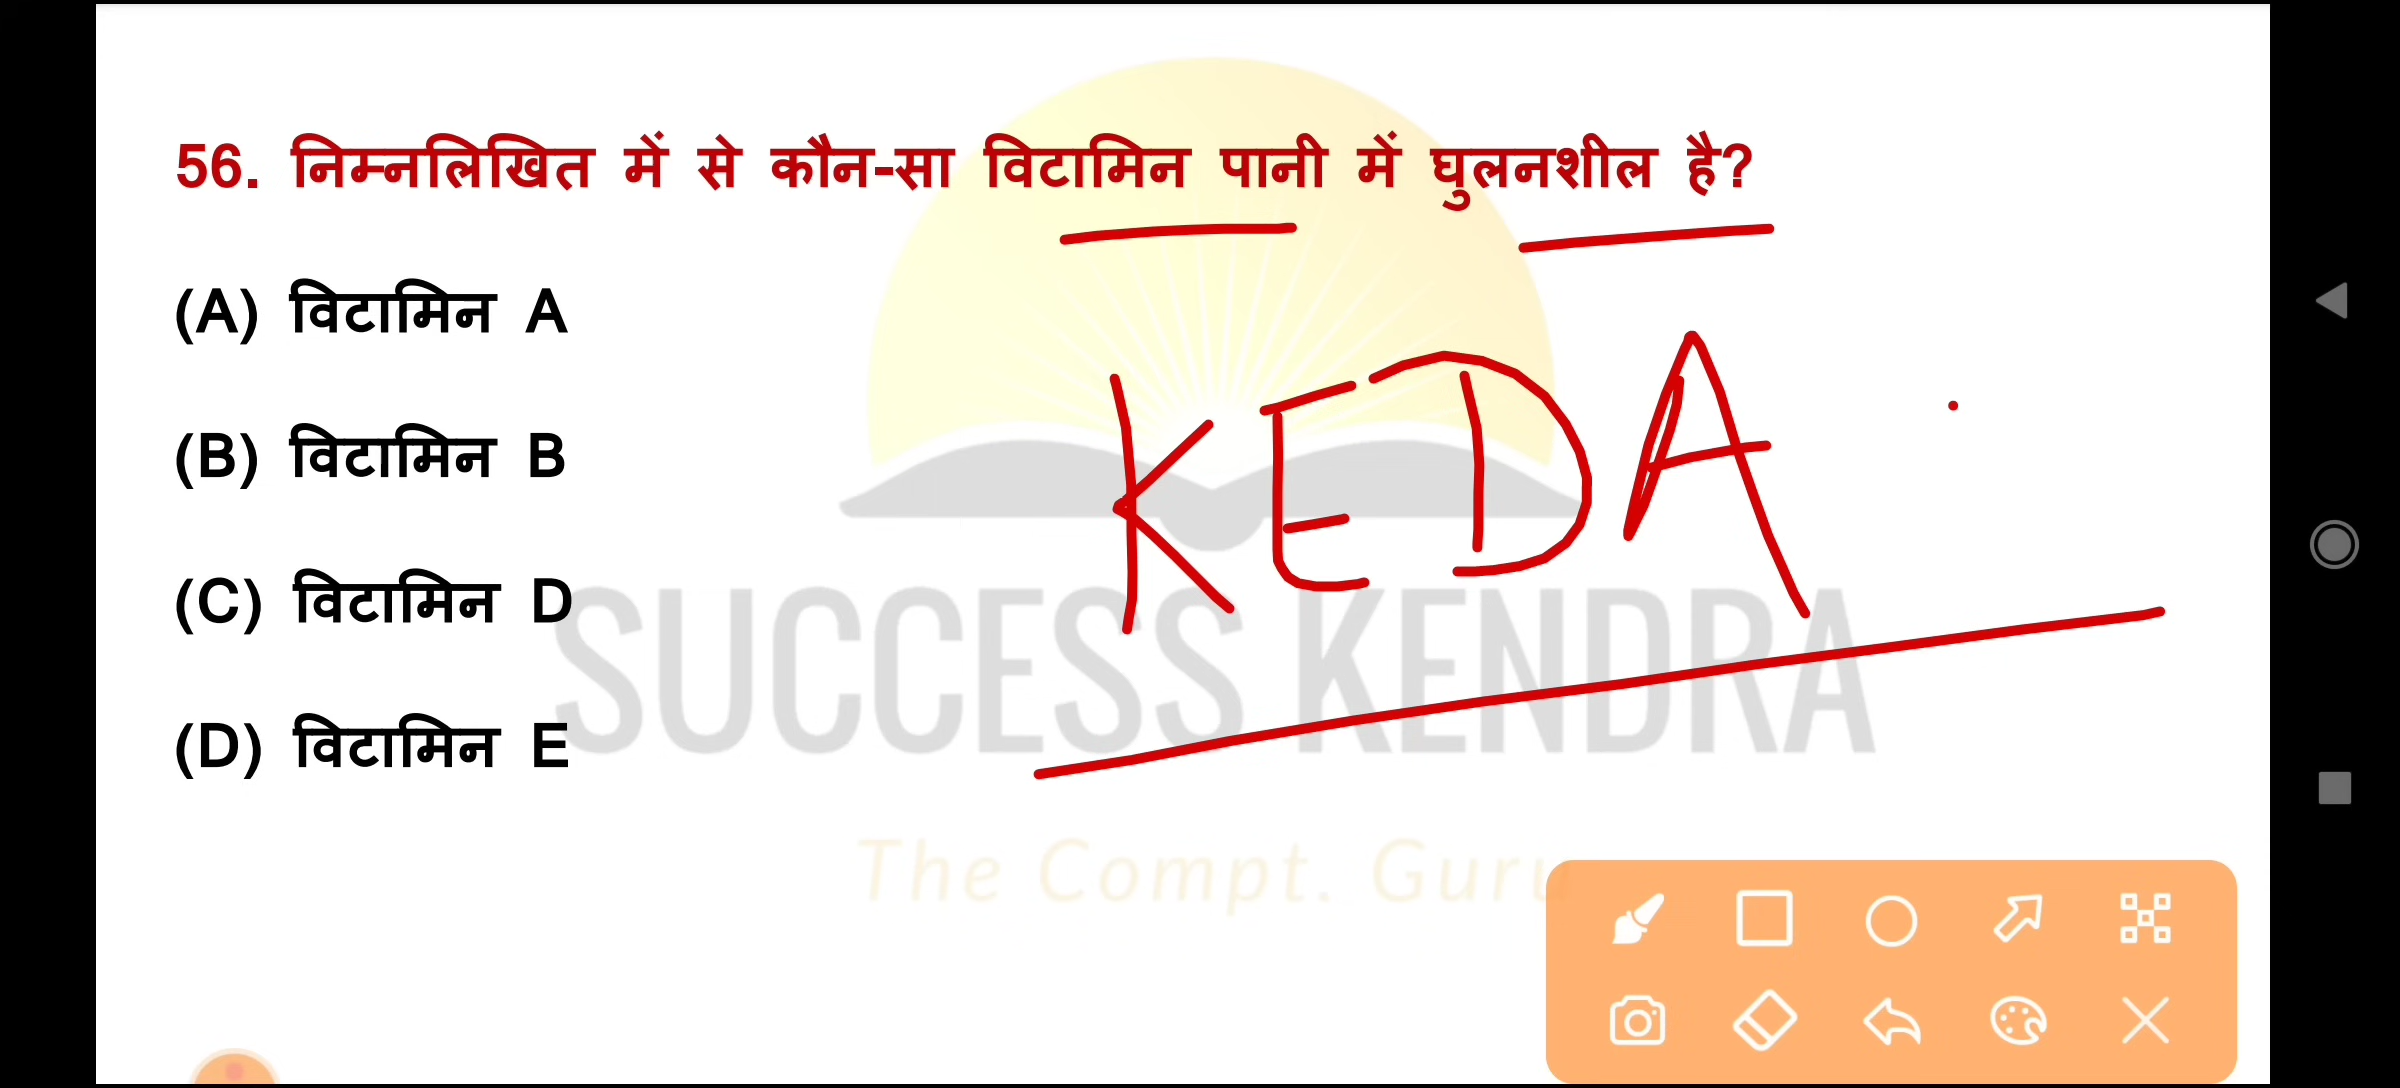 56. निम्नलिखित में से कौन-सा विटामिन पानी में घुलनशील है?
(A) विटामिन A
(B) विटामिन B
(C) विटामिन D
(D) विटामिन E
KEDA
SUCCESS KENDRA
The Compt. Guru